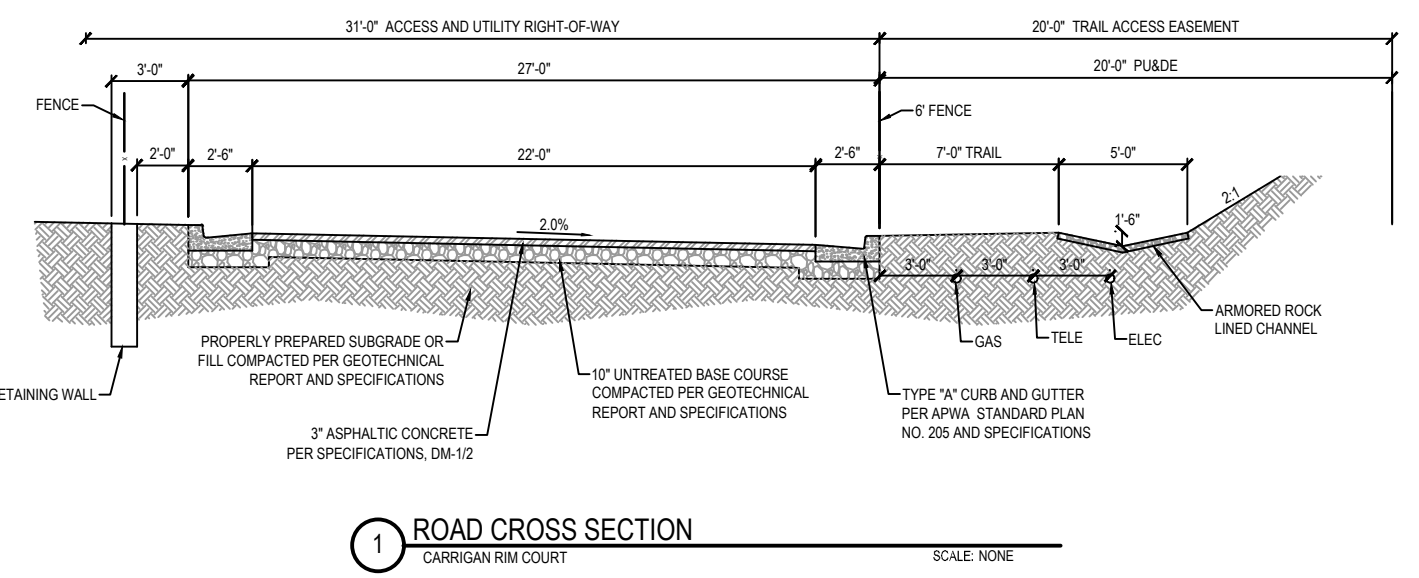 31'-0" ACCESS AND UTILITY RIGHT-OF-WAY
20'-0" TRAIL ACCESS EASEMENT
3'-0"
27'-0"
20'-0" PU&DE
FENCE
6' FENCE
2'-0"
2'-6"
22'-0"
2'-6"
7'-0" TRAIL
5'-0"
2:1
1'-6"
2.0%
x
3'-0"
3'-0"
3'-0"
ARMORED ROCK
LINED CHANNEL
GAS
TELE
ELEC
PROPERLY PREPARED SUBGRADE OR
FILL COMPACTED PER GEOTECHNICAL
REPORT AND SPECIFICATIONS
10" UNTREATED BASE COURSE
COMPACTED PER GEOTECHNICAL
REPORT AND SPECIFICATIONS
TYPE "A" CURB AND GUTTER
PER APWA STANDARD PLAN
NO. 205 AND SPECIFICATIONS
ETAINING WALL
3" ASPHALTIC CONCRETE
PER SPECIFICATIONS, DM-1/2
1
ROAD CROSS SECTION
CARRIGAN RIM COURT
SCALE: NONE